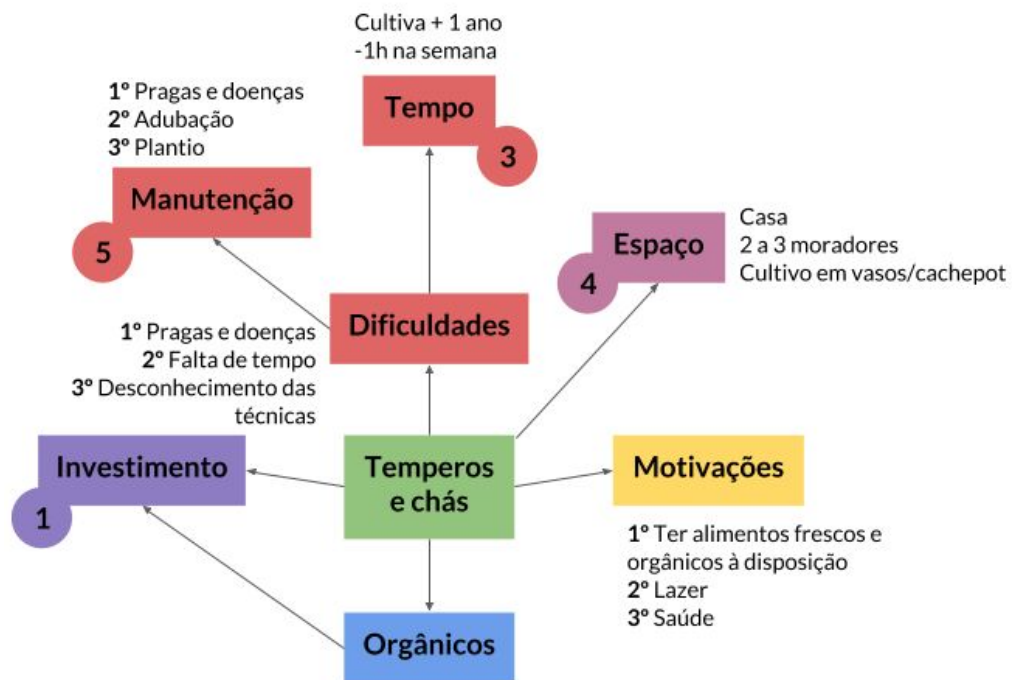 Cultiva + 1 ano
-1h na semana
Tempo
3
1º Pragas e doenças
2º Adubação
3º Plantio
Manutenção
5
Espaço
4
Casa
2 a 3 moradores
Cultivo em vasos/cachepot
Dificuldades
1º Pragas e doenças
2º Falta de tempo
3º Desconhecimento das
técnicas
Investimento
1
Temperos
e chás
Motivações
1º Ter alimentos frescos e
orgânicos à disposição
2º Lazer
3º Saúde
Orgânicos